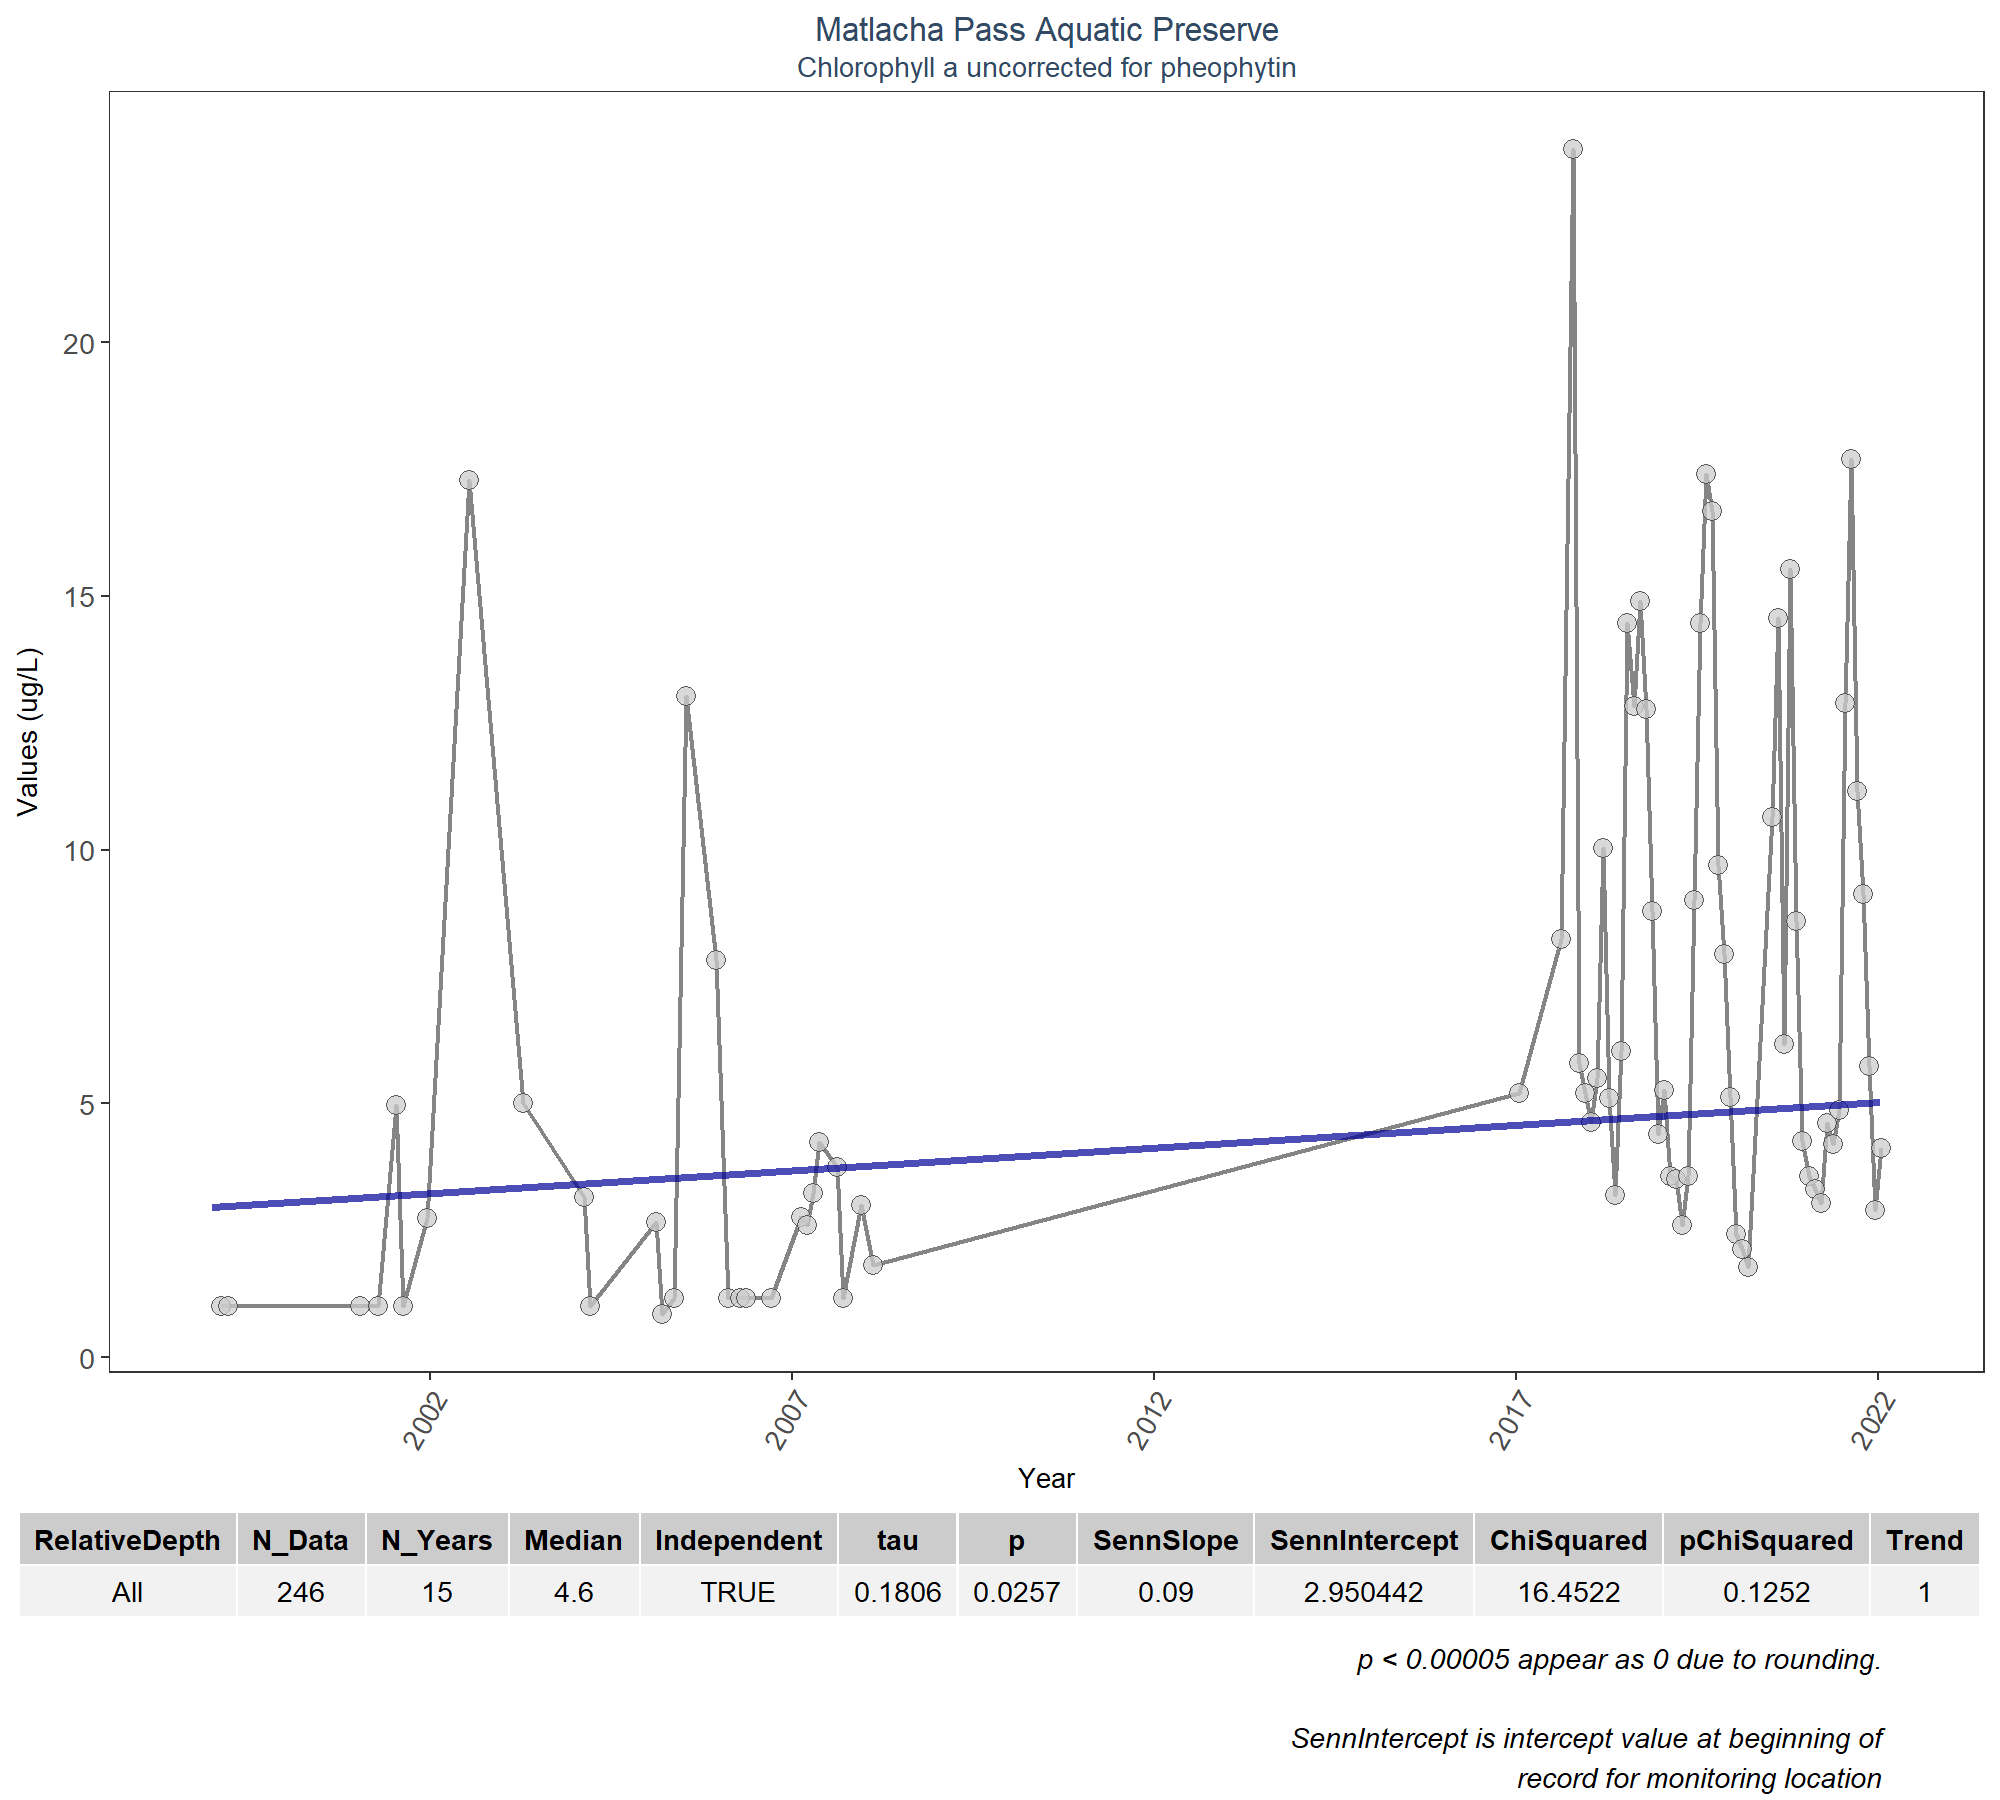 Matlacha Pass Aquatic Preserve
Chlorophyll a uncorrected for pheophytin
Values (ug/L)
20
15
10
5
0
2002 2007 2012 2017 2022
Year
RelativeDepth N_Data N_Years Median Independent tau p SennSlope SennIntercept ChiSquared pChiSquared Trend
All 246 15 4.6 TRUE 0.1806 0.0257 0.09 2.950442 16.4522 0.1252 1
p < 0.00005 appear as 0 due to rounding.
SennIntercept is intercept value at beginning of
record for monitoring location